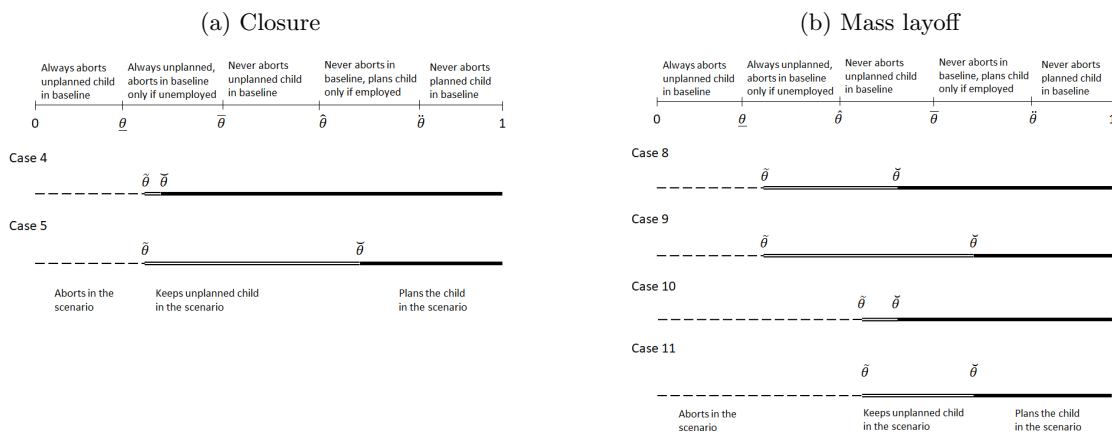 (a) Closure
Always aborts
unplanned child
in baseline
Always unplanned,
aborts in baseline
only if unemployed
Never aborts
unplanned child
in baseline
Never aborts in
baseline, plans child
only if employed
Never aborts
planned child in
baseline
0 θ̲ θ̅ θ̂ θ̈ 1
Case 4
θ̃ θ̆
Case 5
θ̃ θ̆
Aborts in the
scenario
Keeps unplanned child
in the scenario
Plans the child
in the scenario
(b) Mass layoff
Always aborts
unplanned child
in baseline
Always unplanned,
aborts in baseline
only if unemployed
Never aborts
unplanned child
in baseline
Never aborts in
baseline, plans child
only if employed
Never aborts
planned child in
baseline
0 θ̲ θ̂ θ̅ θ̈ 1
Case 8
θ̃ θ̆
Case 9
θ̃ θ̆
Case 10
θ̃ θ̆
Case 11
θ̃ θ̆
Aborts in the
scenario
Keeps unplanned child
in the scenario
Plans the child
in the scenario